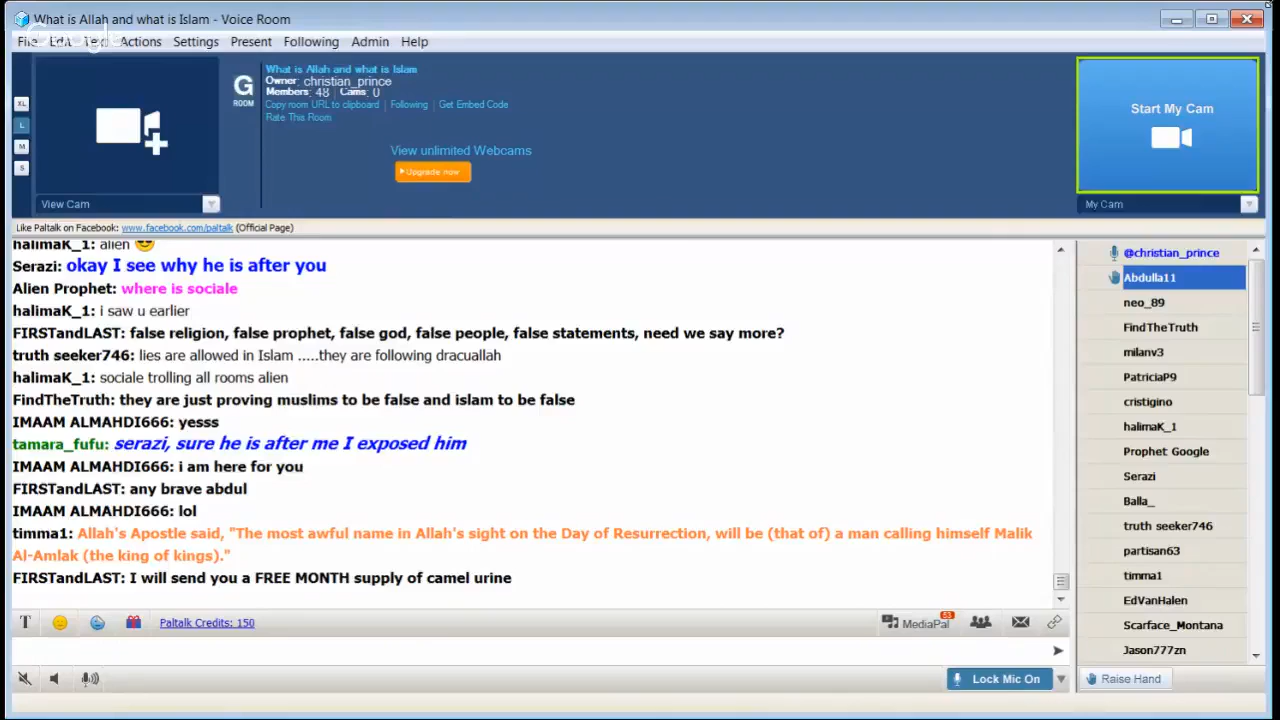 What is Allah and what is Islam - Voice Room
Google
File Edit Text Actions Settings Present Following Admin Help
G
ROOM
What is Allah and what is Islam
Owner: christian_prince
Members: 48 | Cams: 0
Copy room URL to clipboard | Following | Get Embed Code
Rate This Room
View unlimited Webcams
Upgrade now
XL
L
M
S
View Cam
Start My Cam
My Cam
Like Paltalk on Facebook: www.facebook.com/paltalk (Official Page)
halimaK_1: alien
Serazi: okay I see why he is after you
Alien Prophet: where is sociale
halimaK_1: i saw u earlier
FIRSTandLAST: false religion, false prophet, false god, false people, false statements, need we say more?
truth seeker746: lies are allowed in Islam .....they are following dracuallah
halimaK_1: sociale trolling all rooms alien
FindTheTruth: they are just proving muslims to be false and islam to be false
IMAAM ALMAHDI666: yesss
tamara_fufu: serazi, sure he is after me I exposed him
IMAAM ALMAHDI666: i am here for you
FIRSTandLAST: any brave abdul
IMAAM ALMAHDI666: lol
timma1: Allah's Apostle said, "The most awful name in Allah's sight on the Day of Resurrection, will be (that of) a man calling himself Malik
Al-Amlak (the king of kings)."
FIRSTandLAST: I will send you a FREE MONTH supply of camel urine
@christian_prince
Abdulla11
neo_89
FindTheTruth
milanv3
PatriciaP9
cristigino
halimaK_1
Prophet Google
Serazi
Balla_
truth seeker746
partisan63
timma1
EdVanHalen
Scarface_Montana
Jason777zn
T
Paltalk Credits: 150
MediaPal
53
Lock Mic On
Raise Hand